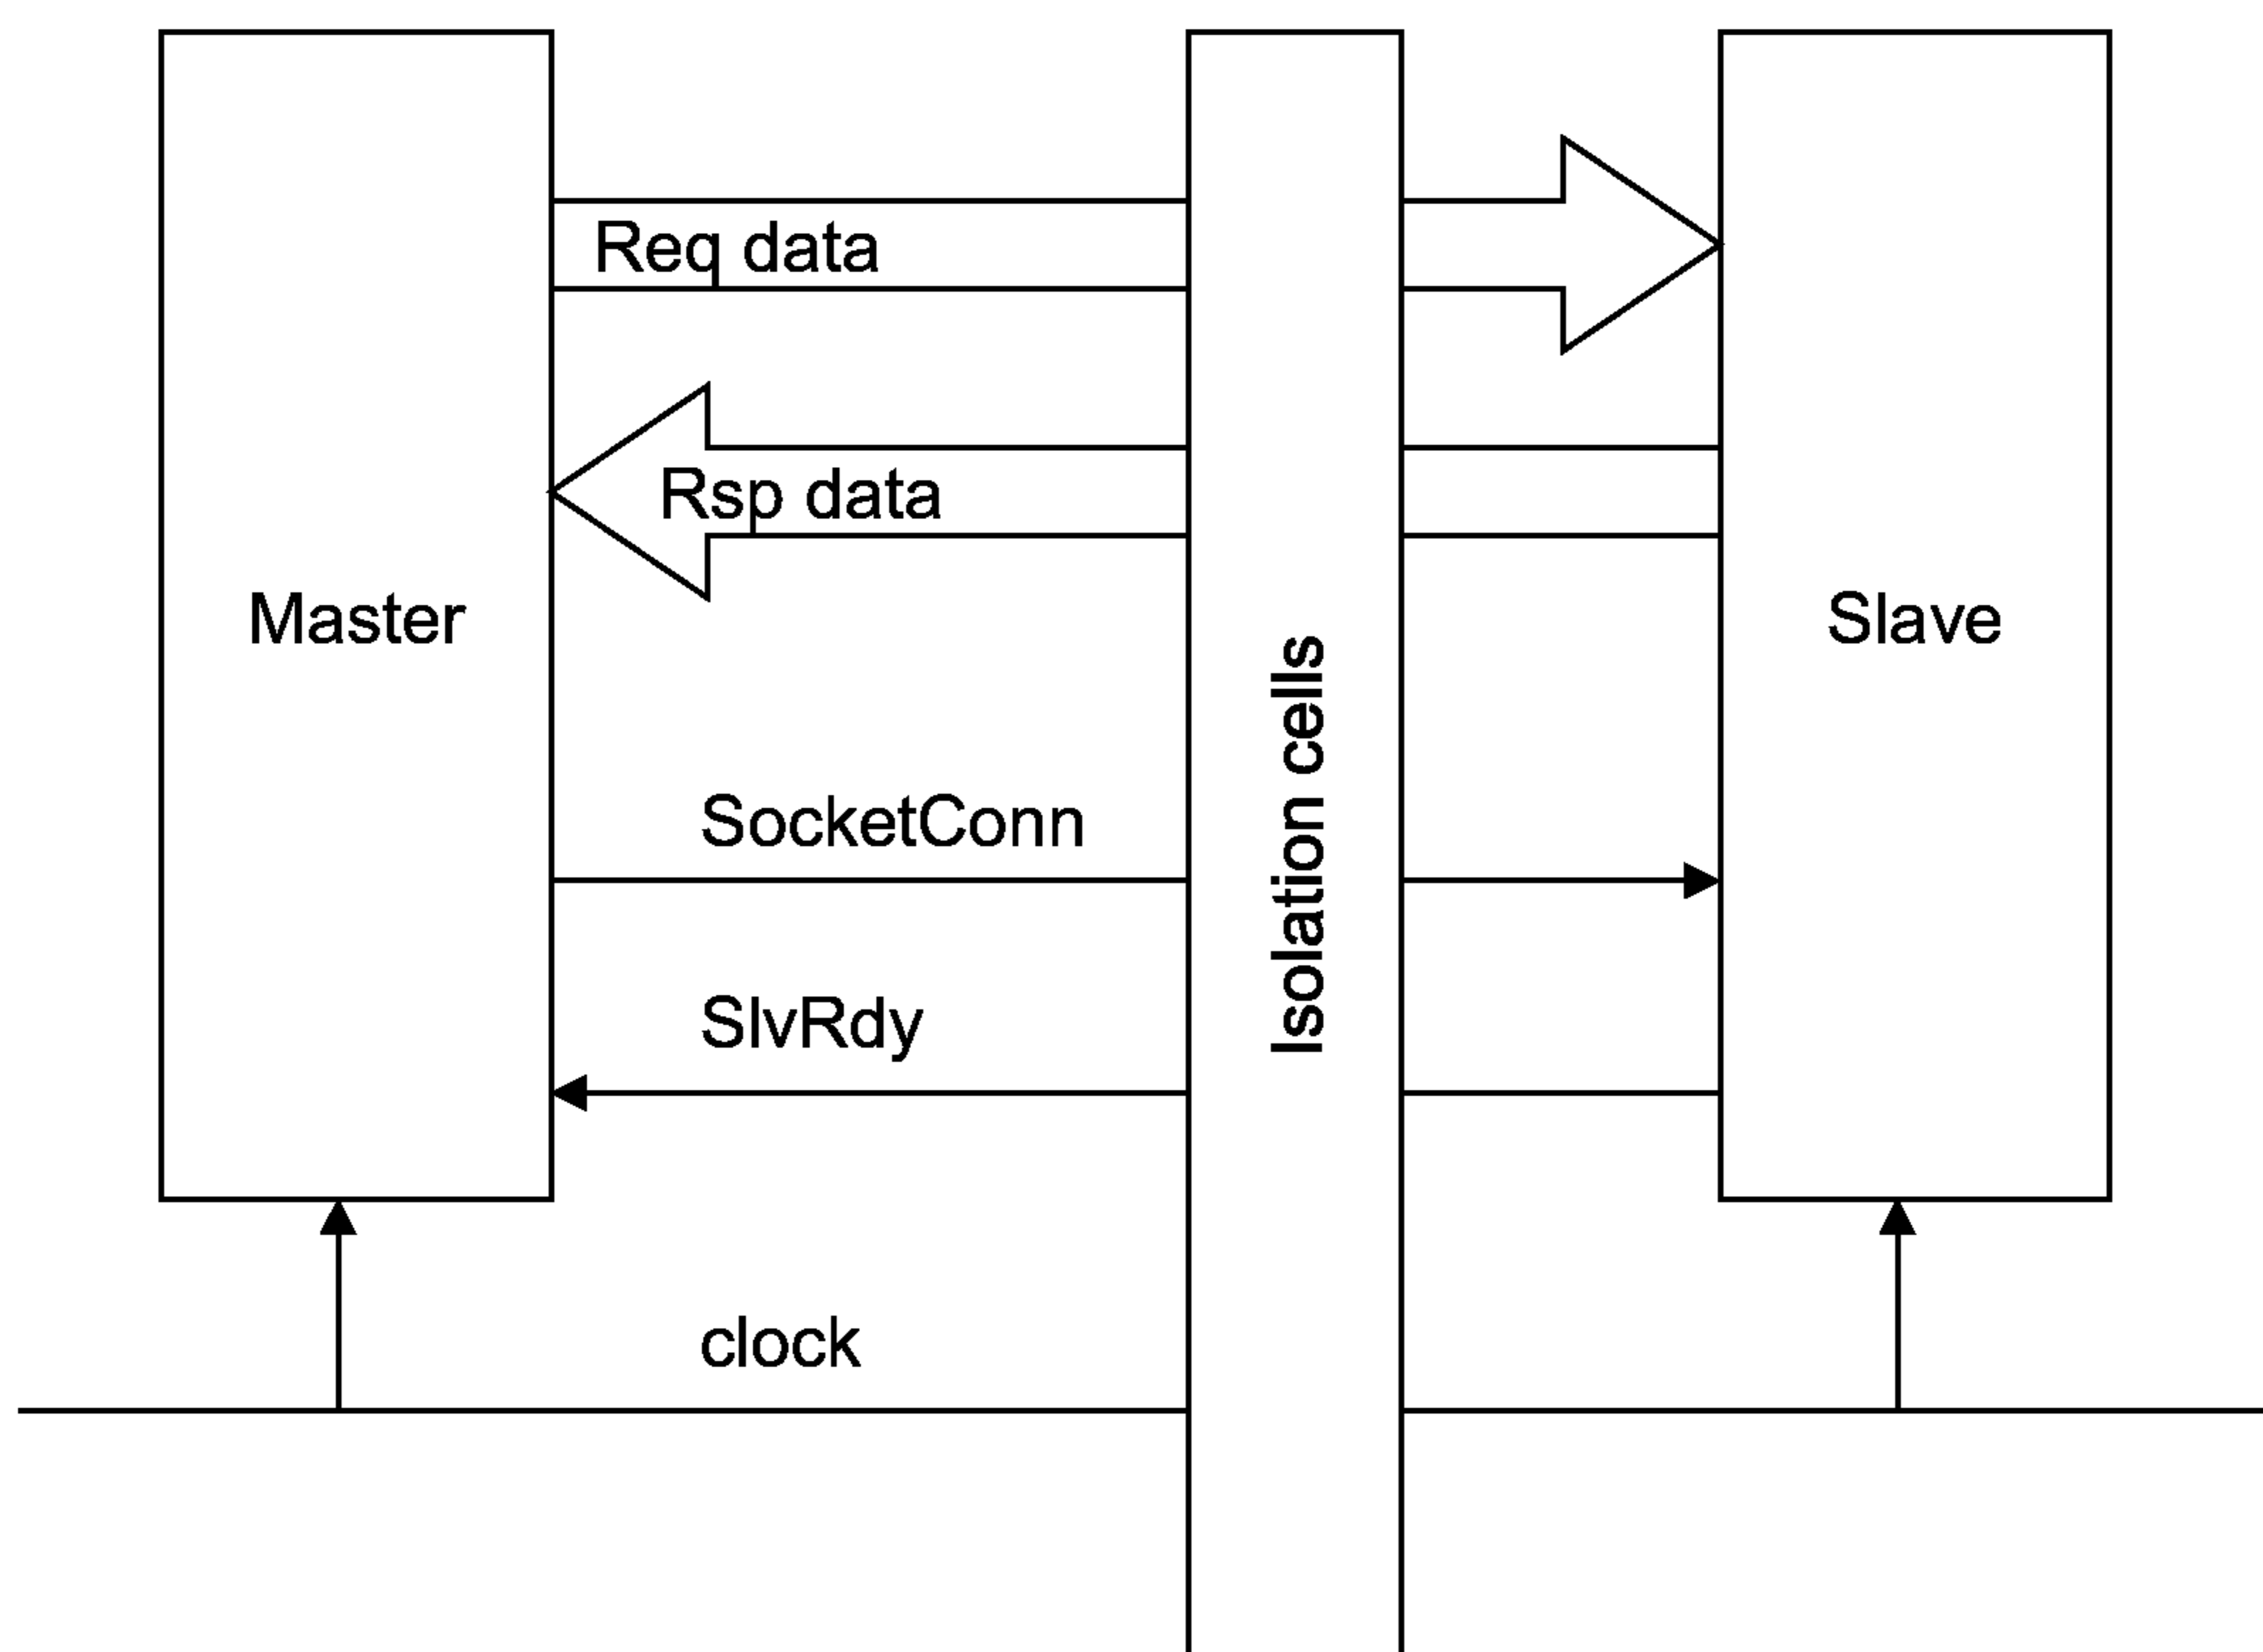 Req data
Rsp data
Master
Slave
Isolation cells
SocketConn
SlvRdy
clock